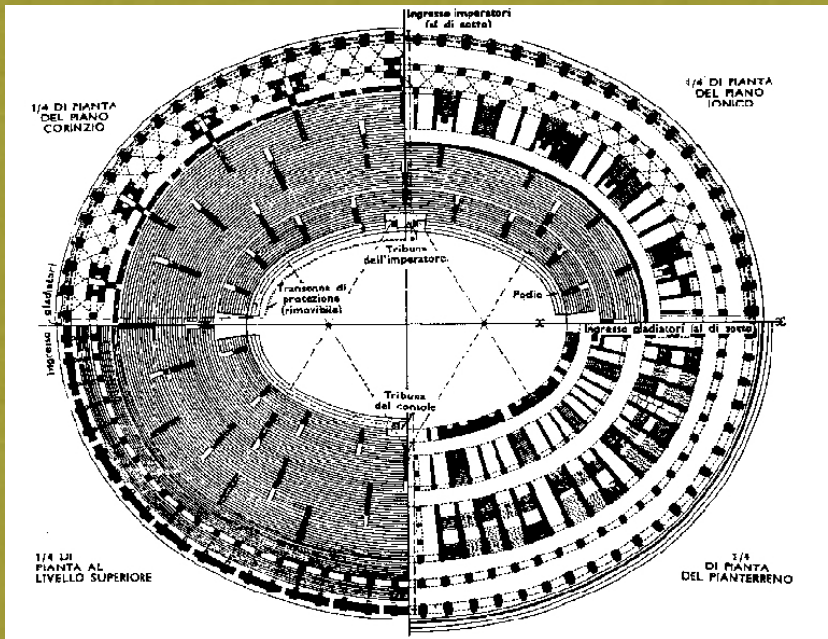 Ingresso imperatori
(al di sotto)
1/4 DI PIANTA
DEL PIANO
CORINZIO
1/4 DI PIANTA
DEL PIANO
IONICO
Tribuna
dell'imperatore
Transenne di
protezione
(rimovibile)
Podio
Ingresso gladiatori
Ingresso gladiatori (al di sotto)
Tribuna
del console
1/4 DI
PIANTA AL
LIVELLO SUPERIORE
1/4
DI PIANTA
DEL PIANTERRENO